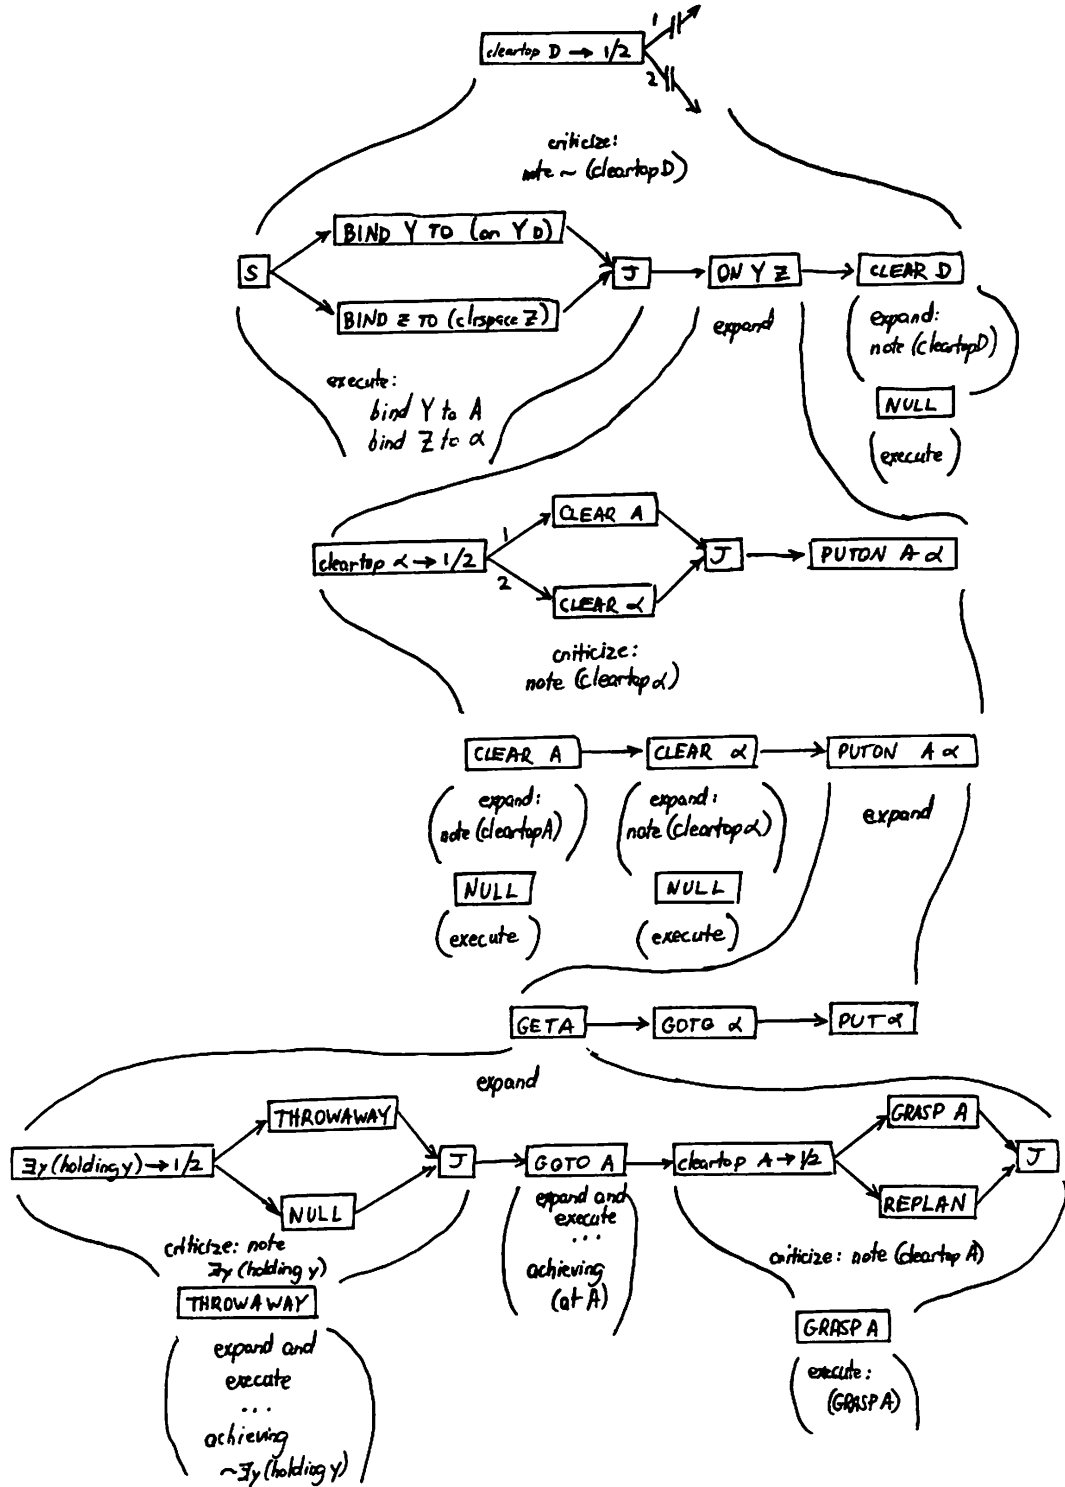 cleartop D → 1/2
1
2
criticize:
note ~ (cleartop D)
BIND Y TO (on Y D)
S
J
ON Y Z
CLEAR D
BIND Z TO (clrspace Z)
expand
expand:
note (cleartop D)
NULL
(execute)
execute:
bind Y to A
bind Z to α
cleartop α → 1/2
1
2
CLEAR A
CLEAR α
J
PUTON A α
criticize:
note (cleartop α)
CLEAR A
CLEAR α
PUTON A α
expand:
note (cleartop A)
expand:
note (cleartop α)
expand
NULL
NULL
(execute)
(execute)
GET A
GOTO α
PUT α
expand
∃y (holding y) → 1/2
THROWAWAY
NULL
J
GOTO A
cleartop A → 1/2
GRASP A
REPLAN
J
criticize: note
∃y (holding y)
expand and
execute
...
achieving
(at A)
criticize: note (cleartop A)
THROWAWAY
GRASP A
expand and
execute
...
achieving
~∃y (holding y)
execute:
(GRASP A)